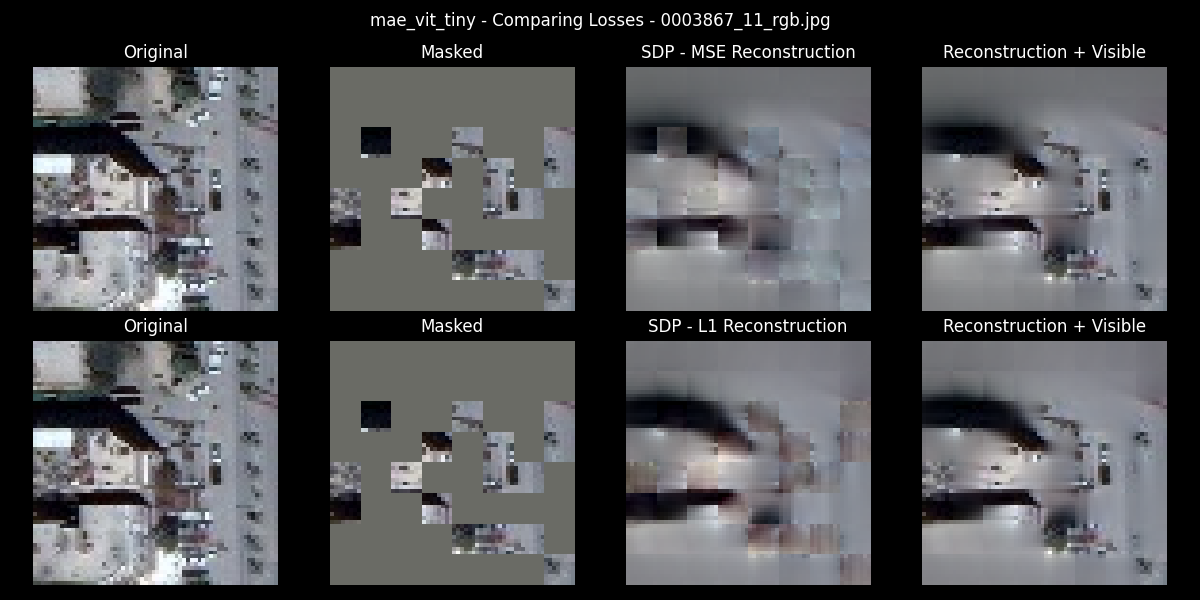 mae_vit_tiny - Comparing Losses - 0003867_11_rgb.jpg
Original
Masked
SDP - MSE Reconstruction
Reconstruction + Visible
Original
Masked
SDP - L1 Reconstruction
Reconstruction + Visible